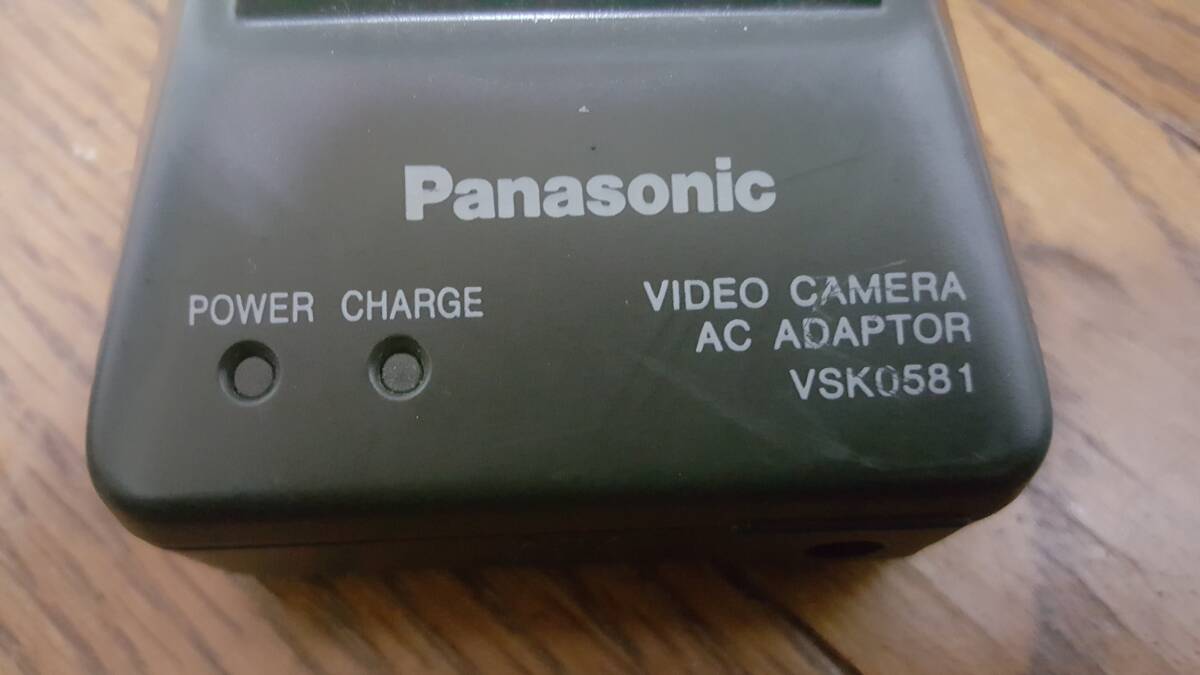 Panasonic
POWER CHARGE
VIDEO CAMERA
AC ADAPTOR
VSK0581